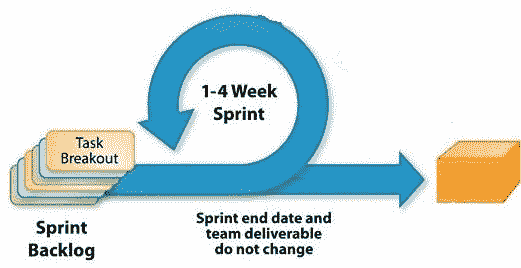 1-4 Week
Sprint
Task
Breakout
Sprint
Backlog
Sprint end date and
team deliverable
do not change